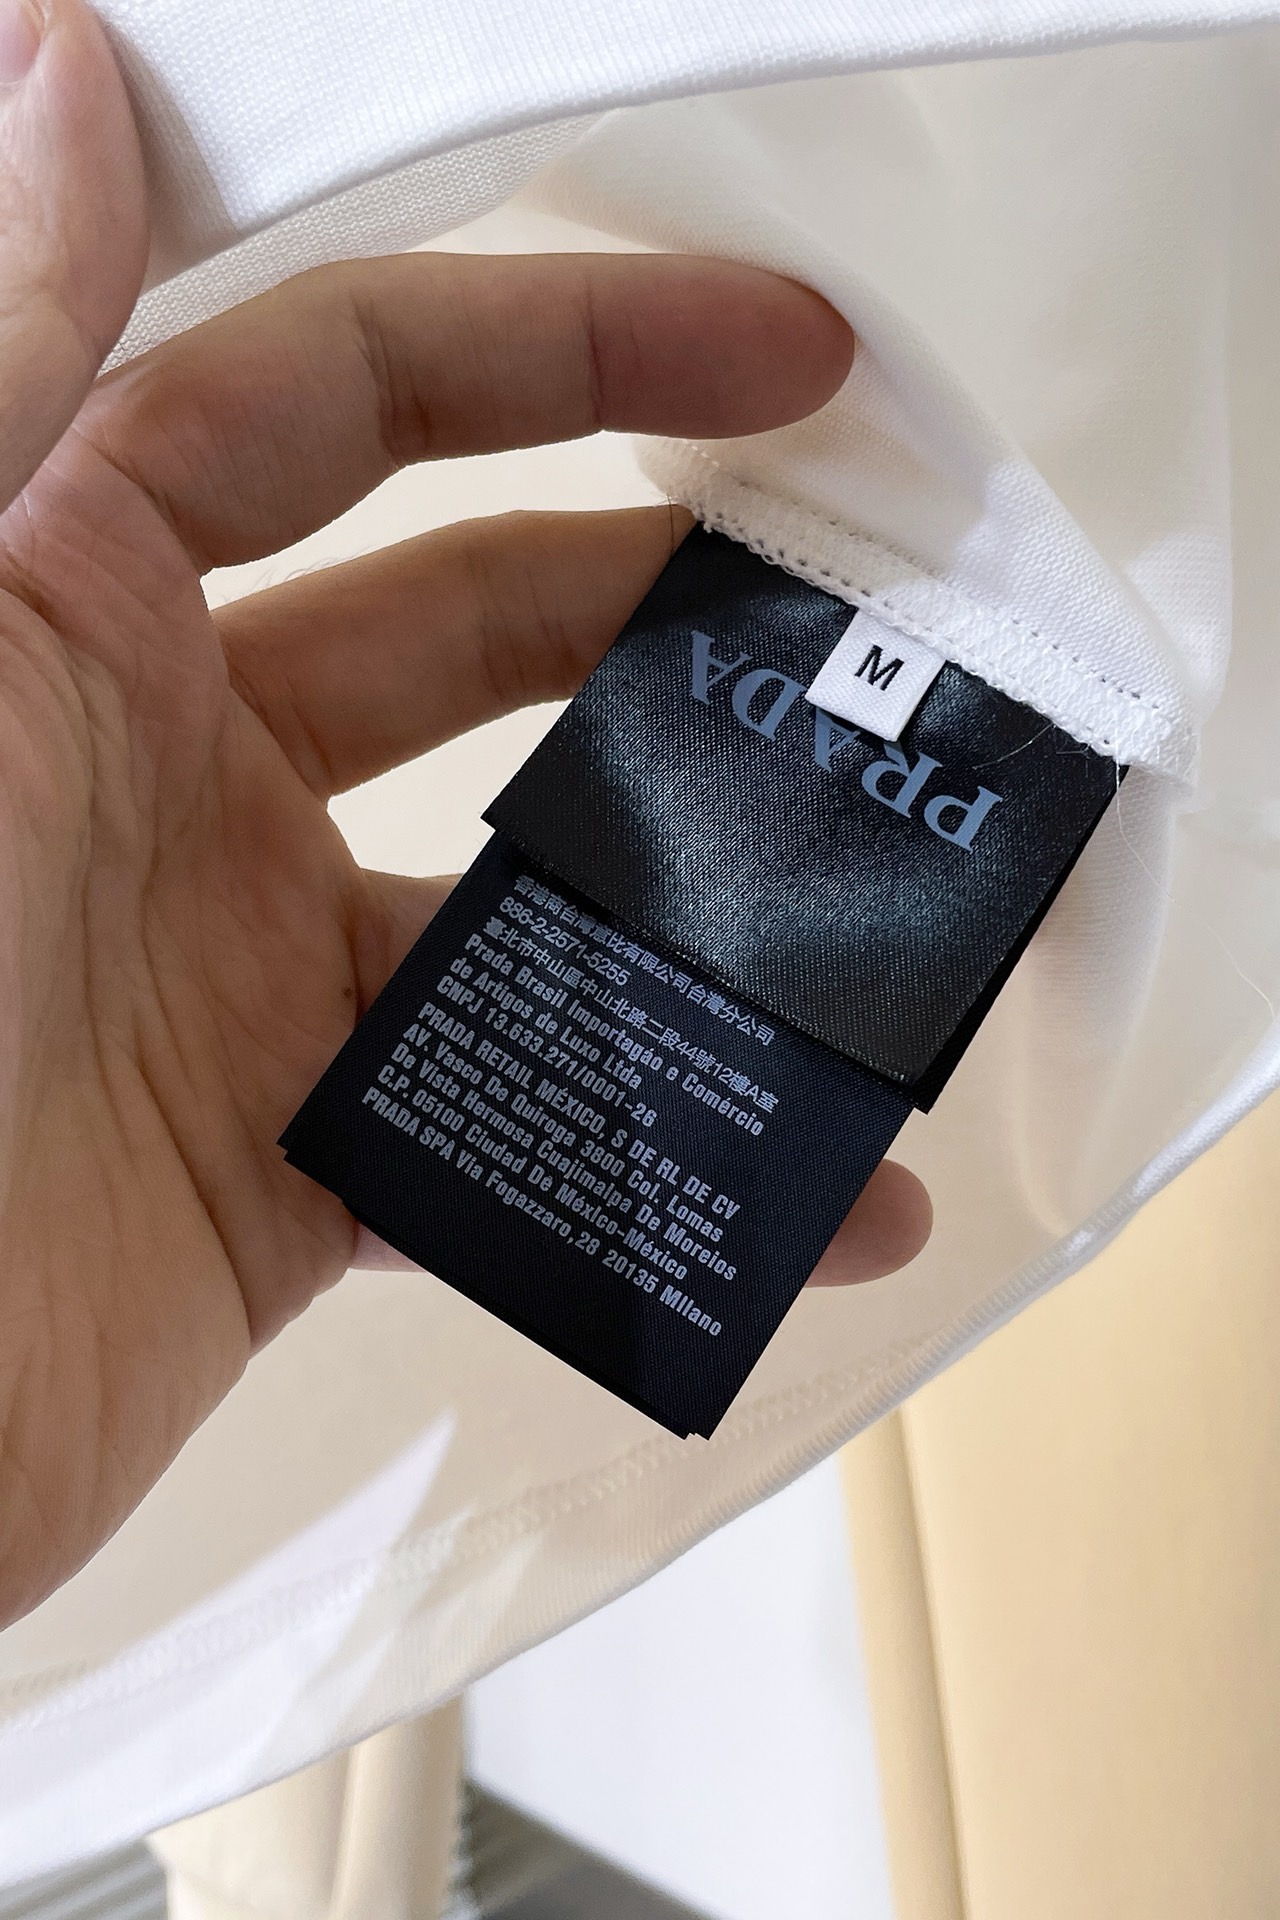 M
PRADA
香港商台灣普比有限公司台灣分公司
886-2-2571-5255
臺北市中山區中山北路二段44號12樓A室
Prada Brasil Importagão e Comercio
de Artigos de Luxo Ltda
CNPJ 13.633.271/0001-26
PRADA RETAIL MÉXICO, S DE RL DE CV
AV. Vasco De Quiroga 3800 Col. Lomas
De Vista Hermosa Cuajimalpa De Moreios
C.P. 05100 Ciudad De México-México
PRADA SPA Via Fogazzaro,28 20135 MIlano